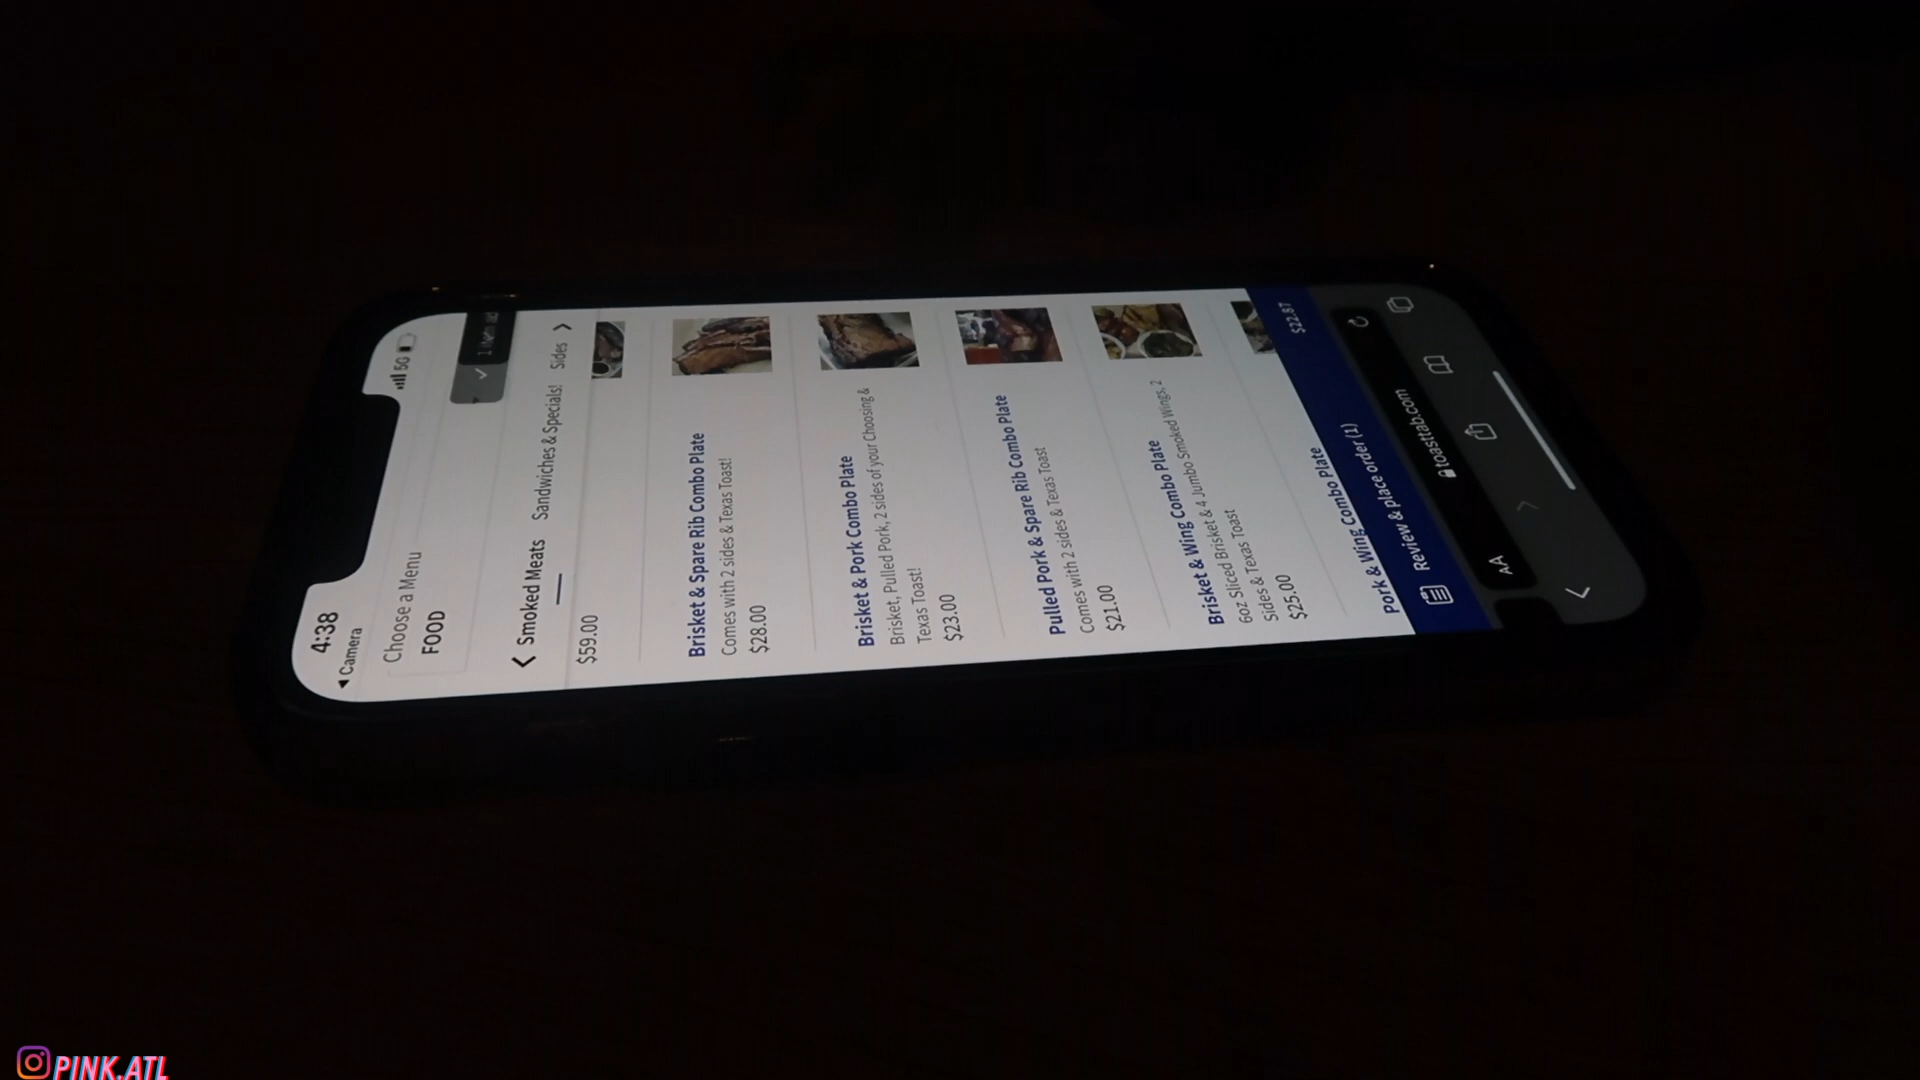 4:38
5G
◀ Camera
Choose a Menu
FOOD
1 item
Smoked Meats Sandwiches & Specials! Sides
$59.00
Brisket & Spare Rib Combo Plate
Comes with 2 sides & Texas Toast!
$28.00
Brisket & Pork Combo Plate
Brisket, Pulled Pork, 2 sides of your Choosing &
Texas Toast!
$23.00
Pulled Pork & Spare Rib Combo Plate
Comes with 2 sides & Texas Toast
$21.00
Brisket & Wing Combo Plate
6oz Sliced Brisket & 4 Jumbo Smoked Wings, 2
Sides & Texas Toast
$25.00
Pork & Wing Combo Plate
Review & place order (1) $22.87
AA toasttab.com
PINK.ATL